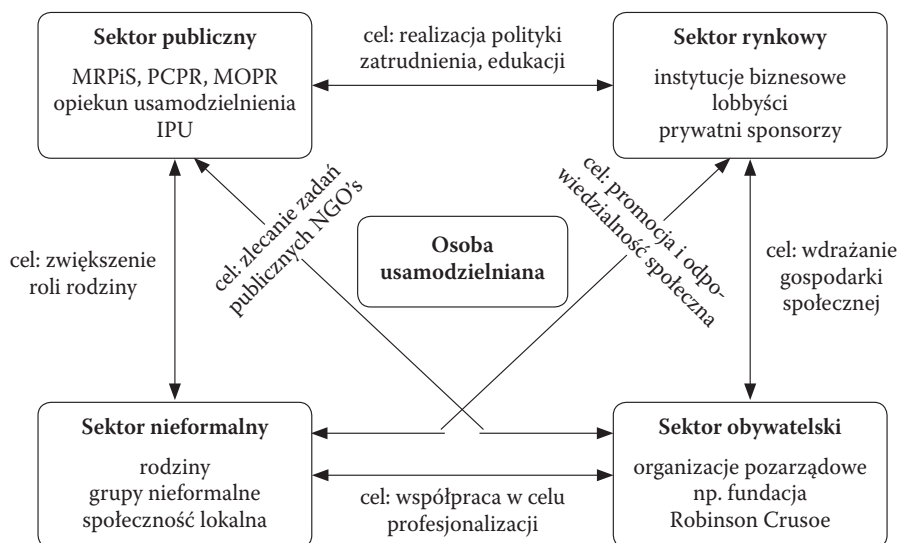 Sektor publiczny
MRPiS, PCPR, MOPR
opiekun usamodzielnienia
IPU
cel: realizacja polityki
zatrudnienia, edukacji
Sektor rynkowy
instytucje biznesowe
lobbyści
prywatni sponsorzy
cel: zwiększenie
roli rodziny
cel: zlecanie zadań
publicznych NGO’s
Osoba
usamodzielniana
cel: promocja i odpo-
wiedzialność społeczna
cel: wdrażanie
gospodarki
społecznej
Sektor nieformalny
rodziny
grupy nieformalne
społeczność lokalna
cel: współpraca w celu
profesjonalizacji
Sektor obywatelski
organizacje pozarządowe
np. fundacja
Robinson Crusoe